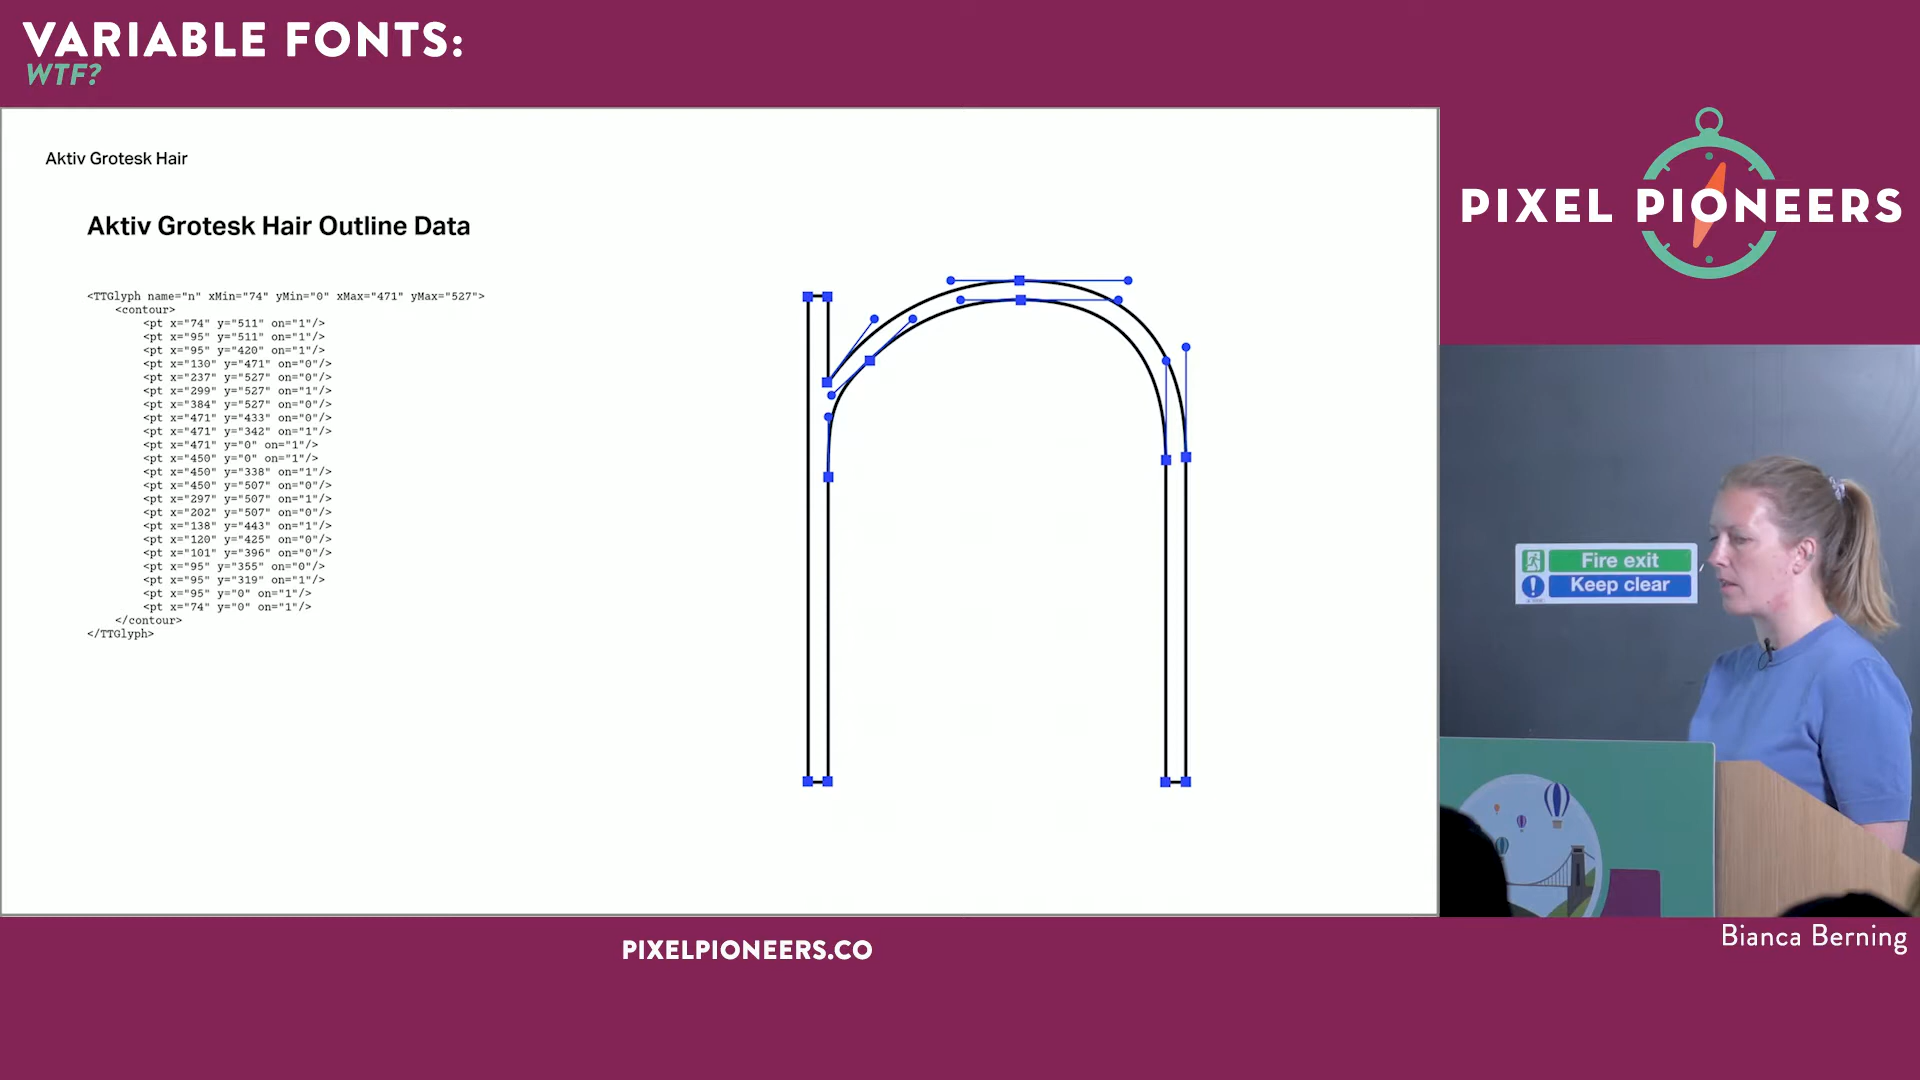 VARIABLE FONTS:
WTF?
Aktiv Grotesk Hair
Aktiv Grotesk Hair Outline Data
<TTGlyph name="n" xMin="74" yMin="0" xMax="471" yMax="527">
<contour>
<pt x="74" y="511" on="1"/>
<pt x="95" y="511" on="1"/>
<pt x="95" y="420" on="1"/>
<pt x="130" y="471" on="0"/>
<pt x="237" y="527" on="0"/>
<pt x="299" y="527" on="1"/>
<pt x="384" y="527" on="0"/>
<pt x="471" y="433" on="0"/>
<pt x="471" y="342" on="1"/>
<pt x="471" y="0" on="1"/>
<pt x="450" y="0" on="1"/>
<pt x="450" y="338" on="1"/>
<pt x="450" y="507" on="0"/>
<pt x="297" y="507" on="1"/>
<pt x="202" y="507" on="0"/>
<pt x="138" y="443" on="1"/>
<pt x="120" y="425" on="0"/>
<pt x="101" y="396" on="0"/>
<pt x="95" y="355" on="0"/>
<pt x="95" y="319" on="1"/>
<pt x="95" y="0" on="1"/>
<pt x="74" y="0" on="1"/>
</contour>
</TTGlyph>
PIXEL PIONEERS
Fire exit
Keep clear
Bianca Berning
PIXELPIONEERS.CO